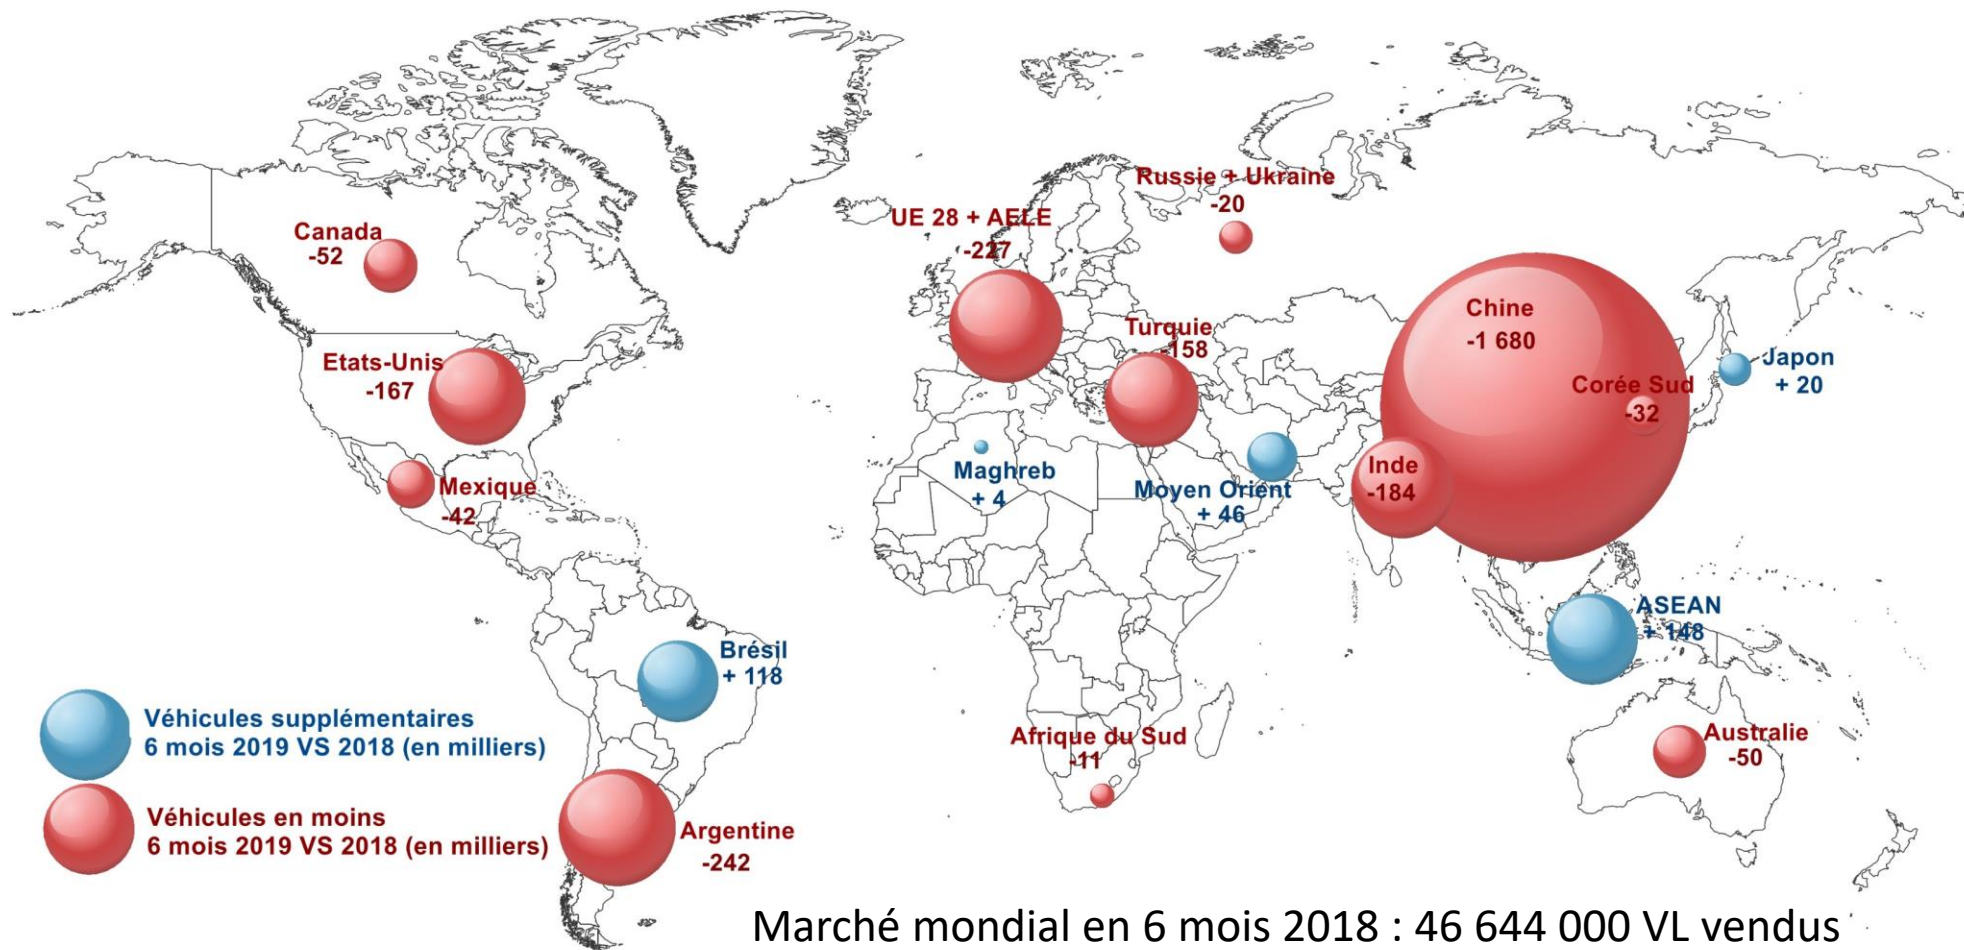 Russie + Ukraine
-20
UE 28 + AELE
-227
Canada
-52
Chine
-1 680
Turquie
-158
Etats-Unis
-167
Japon
+ 20
Corée Sud
-32
Inde
-184
Maghreb
+ 4
Moyen Orient
+ 46
Mexique
-42
ASEAN
+ 148
Brésil
+ 118
Véhicules supplémentaires
6 mois 2019 VS 2018 (en milliers)
Afrique du Sud
-11
Australie
-50
Véhicules en moins
6 mois 2019 VS 2018 (en milliers)
Argentine
-242
Marché mondial en 6 mois 2018 : 46 644 000 VL vendus